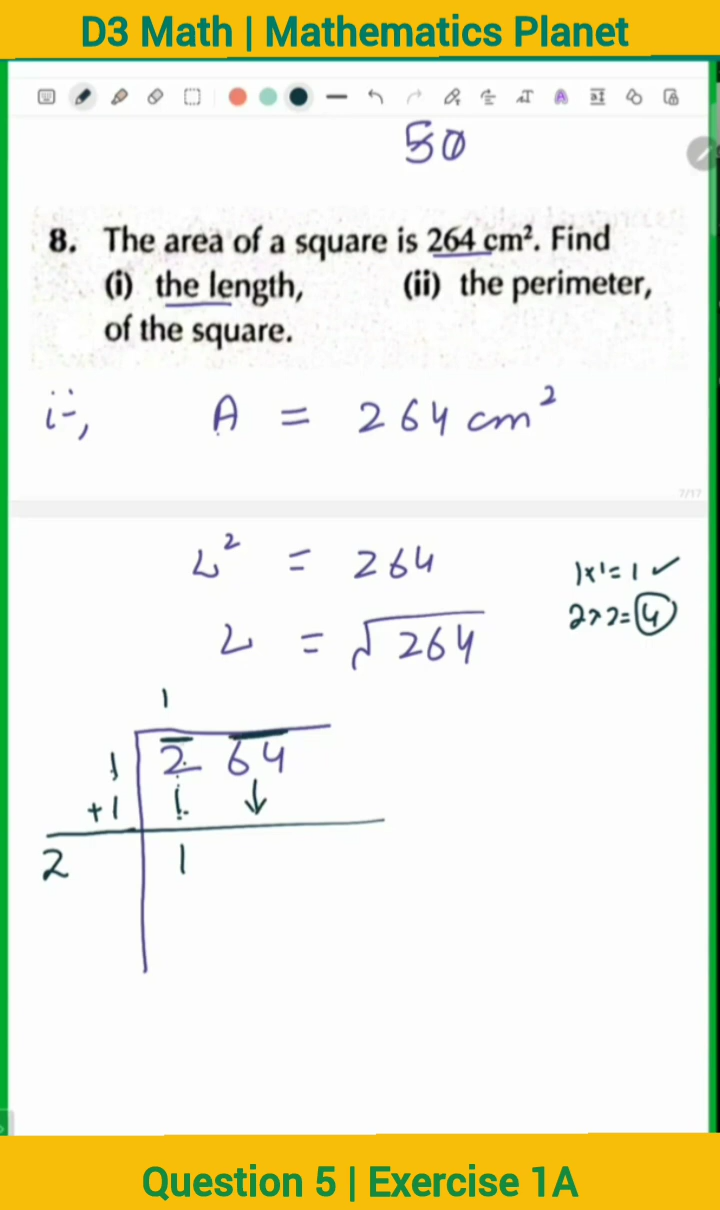 D3 Math | Mathematics Planet
50
8. The area of a square is 264 cm². Find
(i) the length, (ii) the perimeter,
of the square.
A = 264 cm²
7/17
L² = 264
1×1=1 ✓
2×2=4
L = √264
1
1 2 64
+1 1 ↓
2 1
Question 5 | Exercise 1A